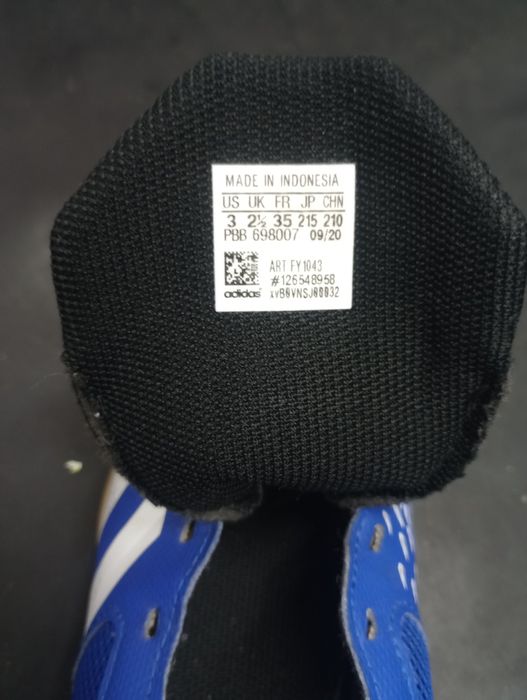 MADE IN INDONESIA
US UK FR JP CHN
3 2½ 35 215 210
PBB 698007 09/20
ART FY1043
#126548958
adidas